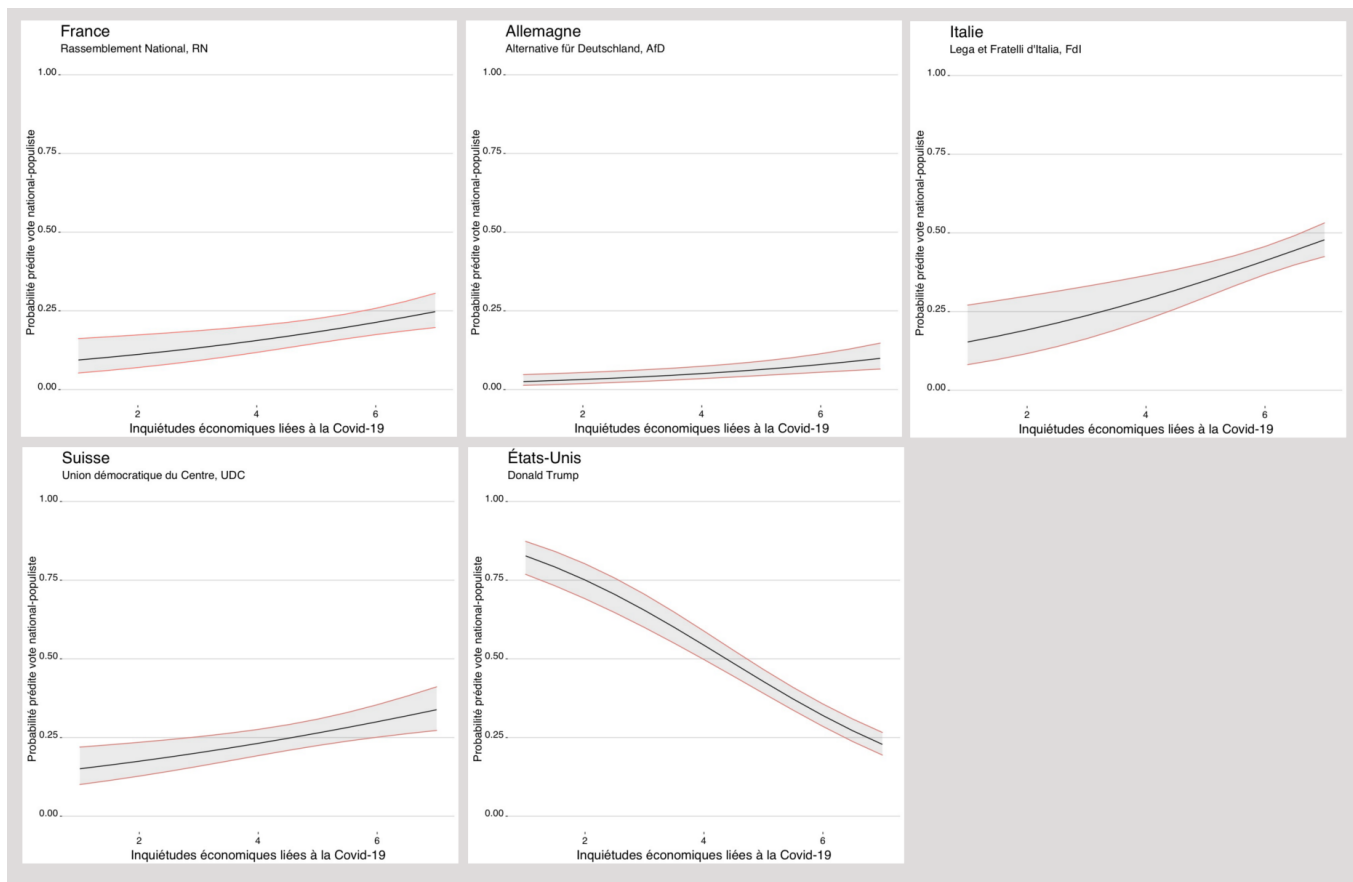 France
Rassemblement National, RN
1.00
0.75
0.50
0.25
0.00
Probabilité prédite vote national-populiste
2 4 6
Inquiétudes économiques liées à la Covid-19
Allemagne
Alternative für Deutschland, AfD
1.00
0.75
0.50
0.25
0.00
Probabilité prédite vote national-populiste
2 4 6
Inquiétudes économiques liées à la Covid-19
Italie
Lega et Fratelli d'Italia, FdI
1.00
0.75
0.50
0.25
0.00
Probabilité prédite vote national-populiste
2 4 6
Inquiétudes économiques liées à la Covid-19
Suisse
Union démocratique du Centre, UDC
1.00
0.75
0.50
0.25
0.00
Probabilité prédite vote national-populiste
2 4 6
Inquiétudes économiques liées à la Covid-19
États-Unis
Donald Trump
1.00
0.75
0.50
0.25
0.00
Probabilité prédite vote national-populiste
2 4 6
Inquiétudes économiques liées à la Covid-19